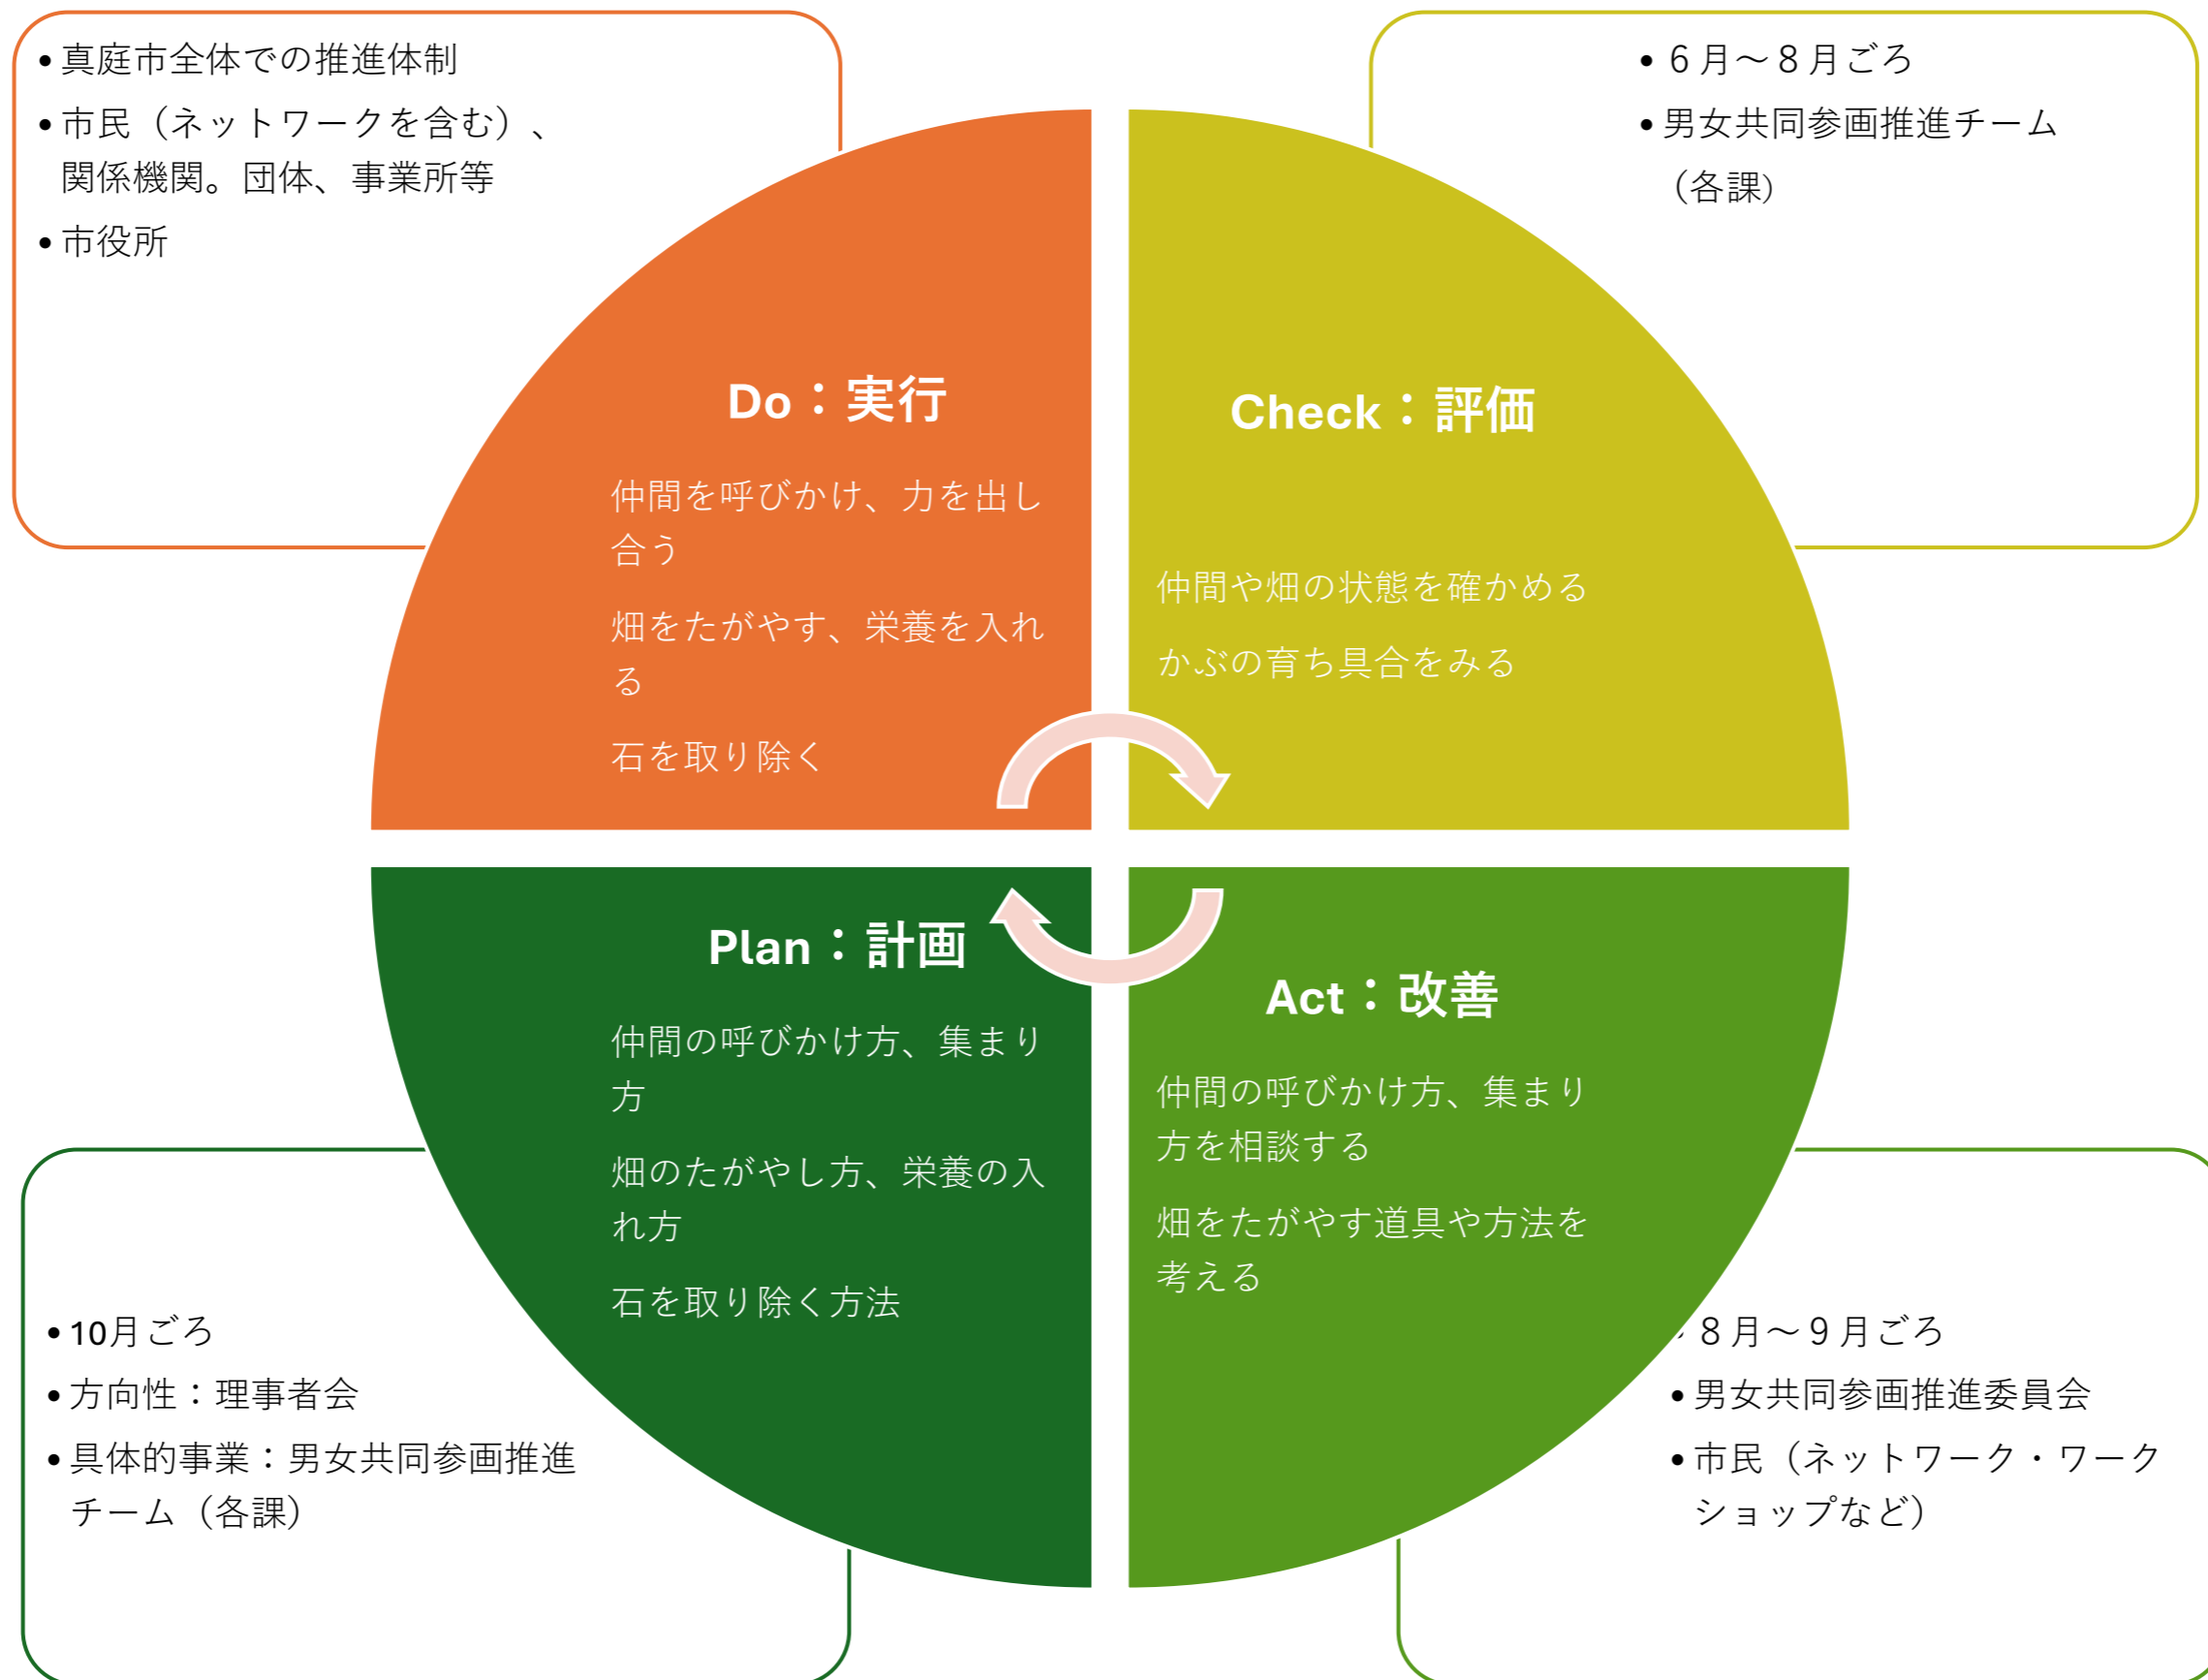 • 真庭市全体での推進体制
• 市民（ネットワークを含む）、
関係機関。団体、事業所等
• 市役所
• ６月～８月ごろ
• 男女共同参画推進チーム
（各課）
Do：実行
仲間を呼びかけ、力を出し
合う
畑をたがやす、栄養を入れ
る
石を取り除く
Check：評価
仲間や畑の状態を確かめる
かぶの育ち具合をみる
Plan：計画
仲間の呼びかけ方、集まり
方
畑のたがやし方、栄養の入
れ方
石を取り除く方法
Act：改善
仲間の呼びかけ方、集まり
方を相談する
畑をたがやす道具や方法を
考える
• 10月ごろ
• 方向性：理事者会
• 具体的事業：男女共同参画推進
チーム（各課）
• ８月～９月ごろ
• 男女共同参画推進委員会
• 市民（ネットワーク・ワーク
ショップなど）